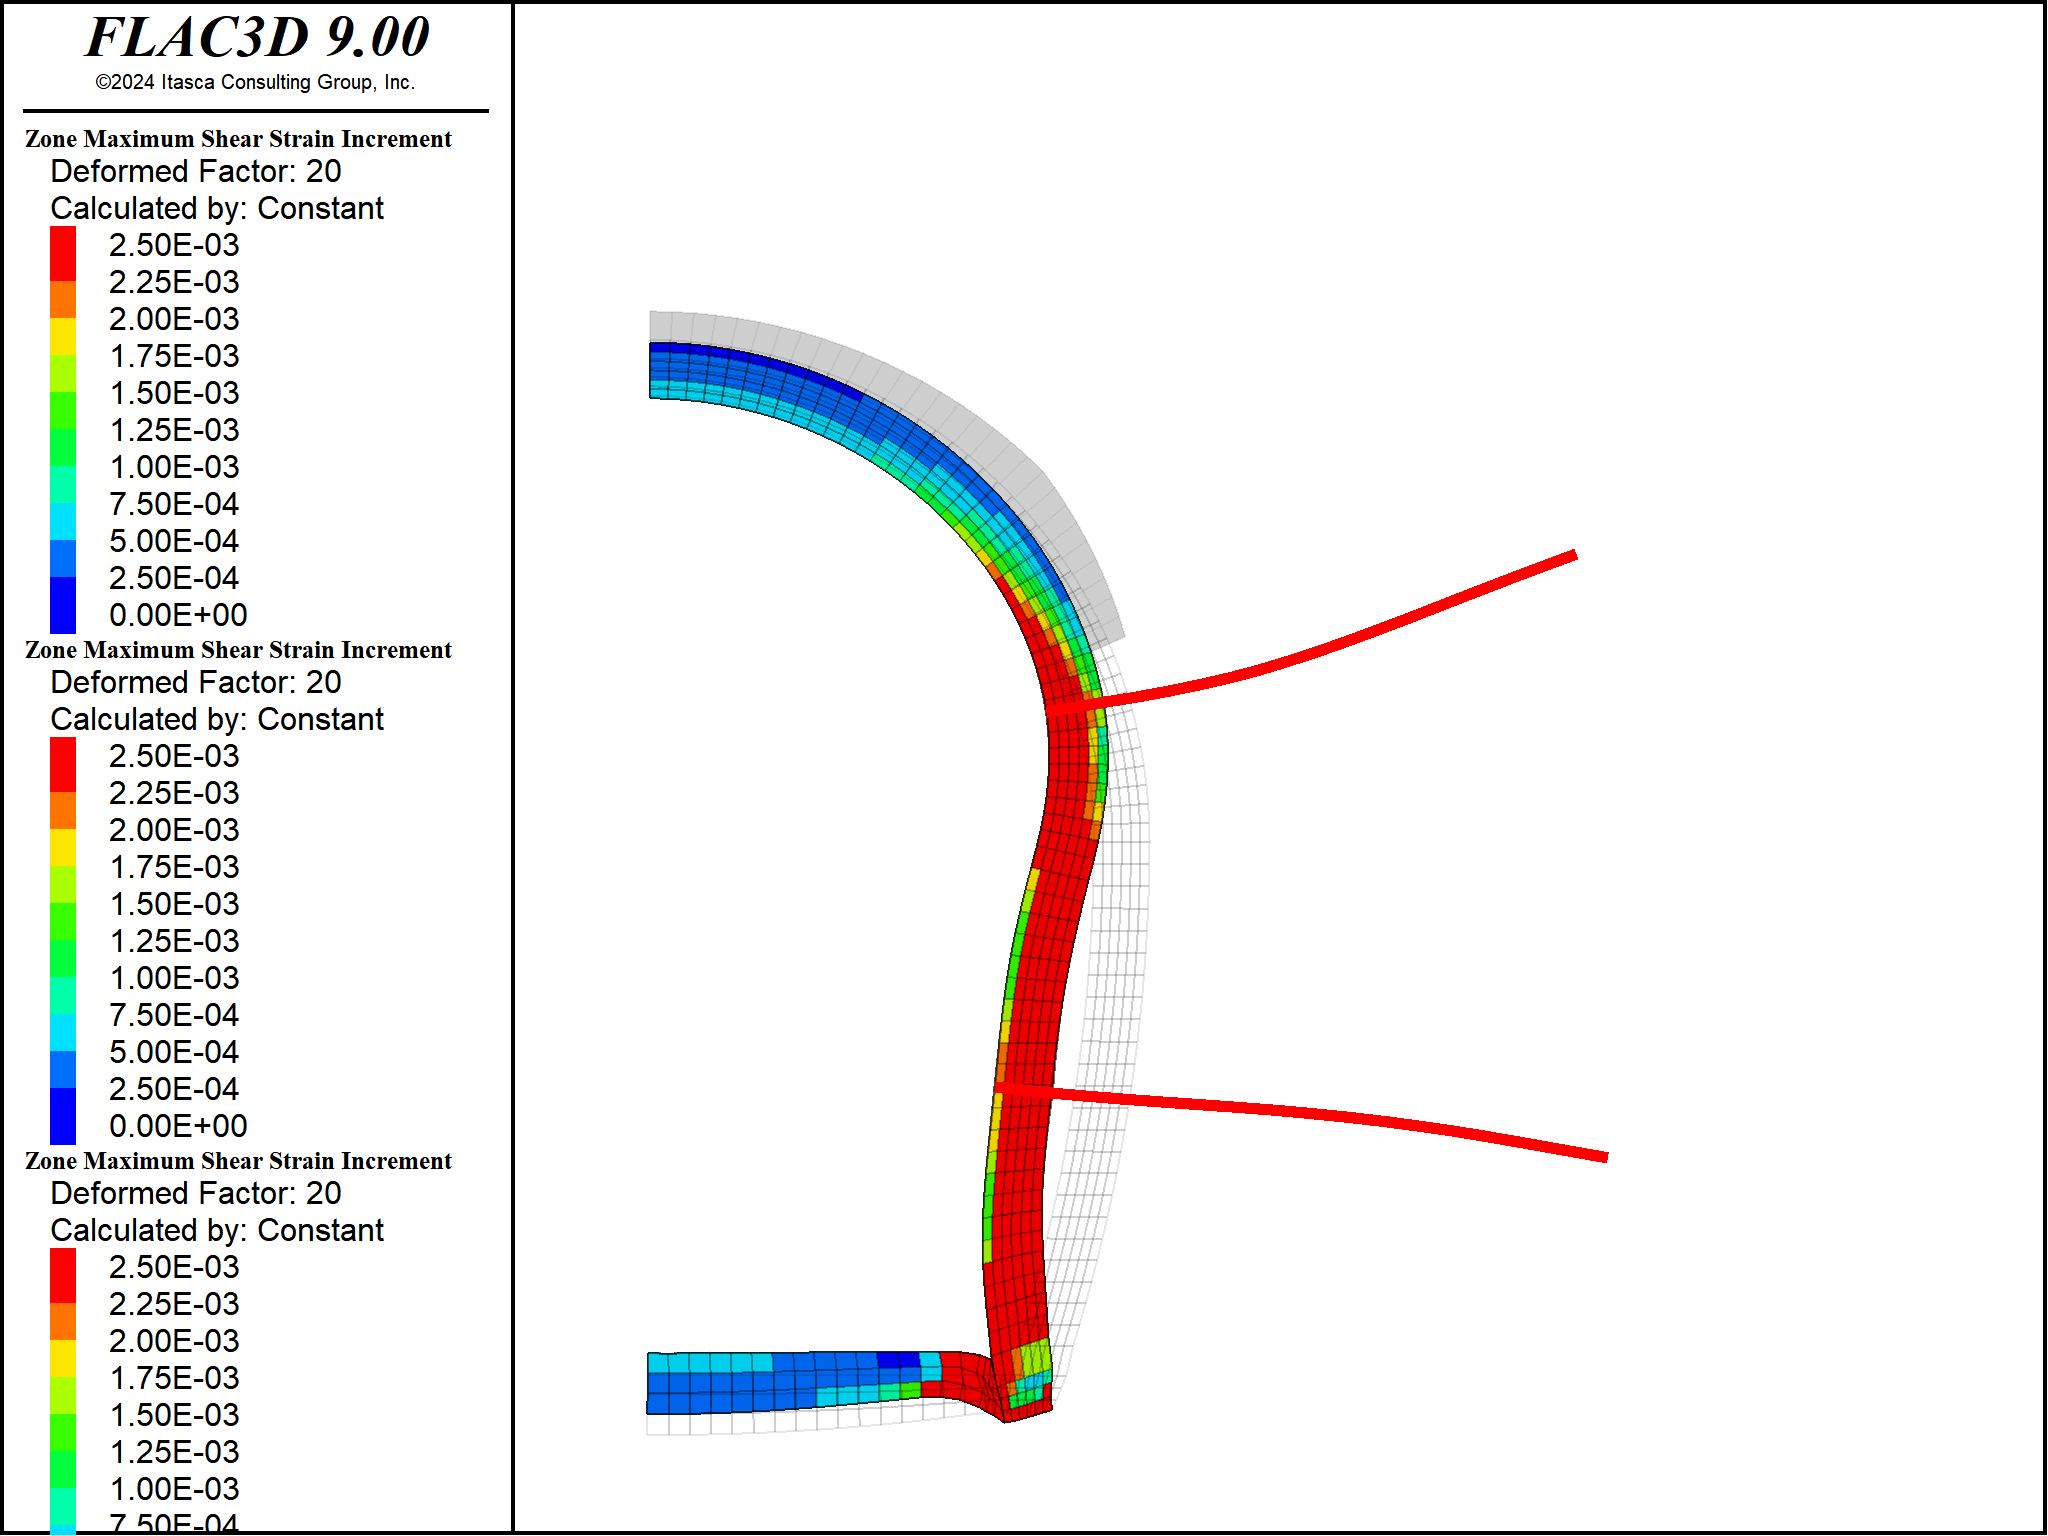 FLAC3D 9.00
©2024 Itasca Consulting Group, Inc.
Zone Maximum Shear Strain Increment
Deformed Factor: 20
Calculated by: Constant
2.50E-03
2.25E-03
2.00E-03
1.75E-03
1.50E-03
1.25E-03
1.00E-03
7.50E-04
5.00E-04
2.50E-04
0.00E+00
Zone Maximum Shear Strain Increment
Deformed Factor: 20
Calculated by: Constant
2.50E-03
2.25E-03
2.00E-03
1.75E-03
1.50E-03
1.25E-03
1.00E-03
7.50E-04
5.00E-04
2.50E-04
0.00E+00
Zone Maximum Shear Strain Increment
Deformed Factor: 20
Calculated by: Constant
2.50E-03
2.25E-03
2.00E-03
1.75E-03
1.50E-03
1.25E-03
1.00E-03
7.50E-04